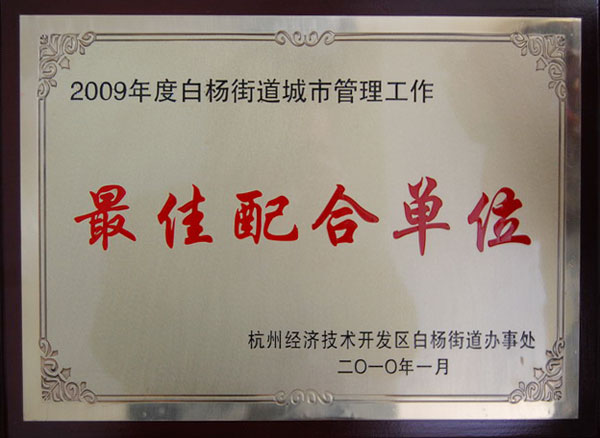 2009年度白杨街道城市管理工作
最佳配合单位
杭州经济技术开发区白杨街道办事处
二〇一〇年一月